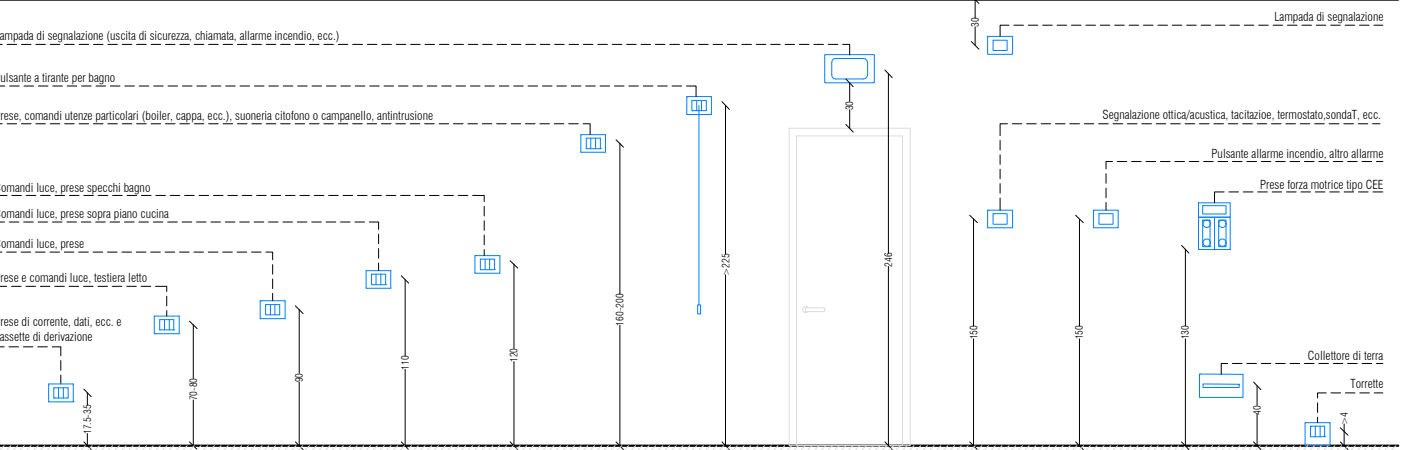 Lampada di segnalazione
ampada di segnalazione (uscita di sicurezza, chiamata, allarme incendio, ecc.)
ulsante a tirante per bagno
rese, comandi utenze particolari (boiler, cappa, ecc.), suoneria citofono o campanello, antintrusione
Segnalazione ottica/acustica, tacitazioe, termostato,sondaT, ecc.
Pulsante allarme incendio, altro allarme
Prese forza motrice tipo CEE
omandi luce, prese specchi bagno
omandi luce, prese sopra piano cucina
omandi luce, prese
rese e comandi luce, testiera letto
rese di corrente, dati, ecc. e
assette di derivazione
Collettore di terra
Torrette
17.5-35
70-80
90
110
120
160-200
>225
30
246
30
150
150
130
40
>4